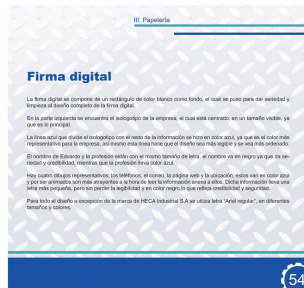 III. Papelería
Firma digital
La firma digital se compone de un rectángulo de color blanco como fondo, el cual se puso para dar seriedad y
limpieza al diseño completo de la firma digital.
En la parte izquierda se encuentra el isologotipo de la empresa, el cual está centrado, en un tamaño visible, ya
que es lo principal.
La línea azul que divide el isologotipo con el resto de la información se hizo en color azul, ya que es el color más
representativo para la empresa, así mismo esta línea hace que el diseño sea más legible y se vea más ordenado.
El nombre de Eduardo y la profesión están con el mismo tamaño de letra, el nombre va en negro ya que da se-
riedad y credibilidad, mientras que la profesión lleva color azul.
Hay cuatro dibujos representativos, los teléfonos, el correo, la página web y la ubicación, estos van en color azul
y por ser animados son más atrayentes a la hora de leer la información anexa a ellos. Dicha información lleva una
letra más pequeña, pero sin perder la legibilidad y en color negro,lo que refleja credibilidad y seguridad.
Para todo el diseño a excepción de la marca de HECA Industrial S.A se utiliza letra "Arial regular", en diferentes
tamaños y colores.
54